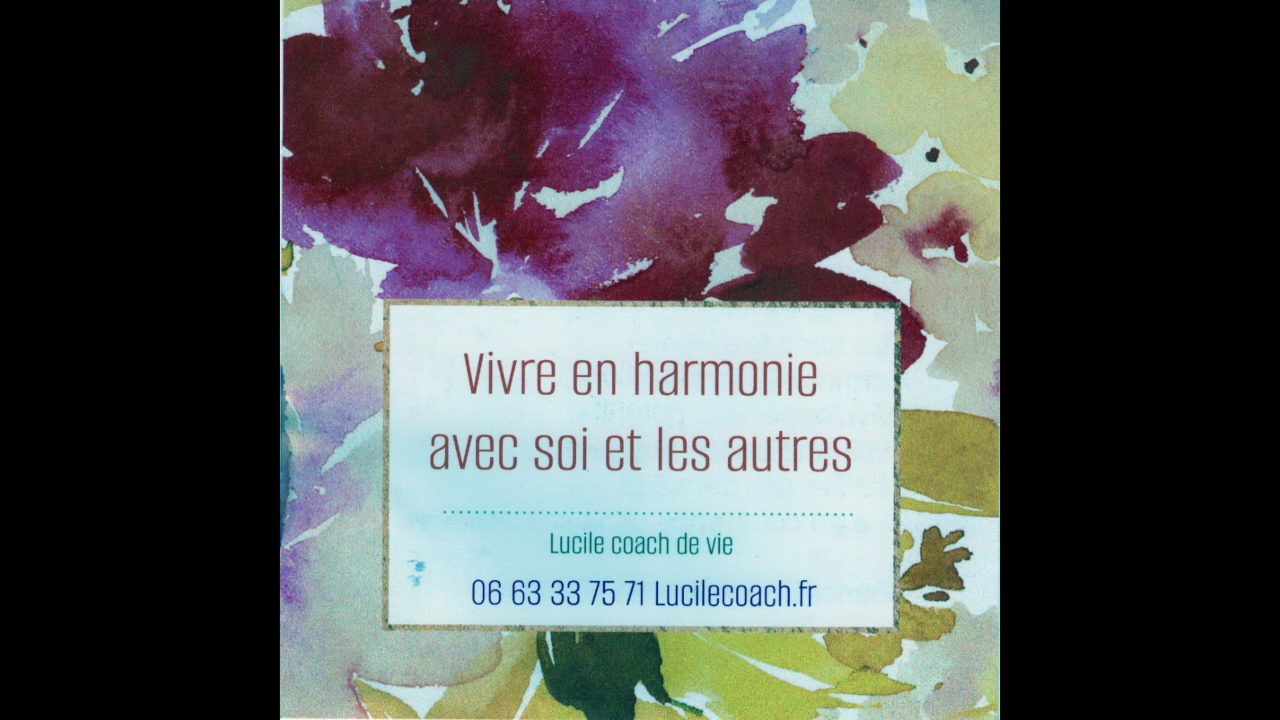 Vivre en harmonie
avec soi et les autres
Lucile coach de vie
06 63 33 75 71 Lucilecoach.fr